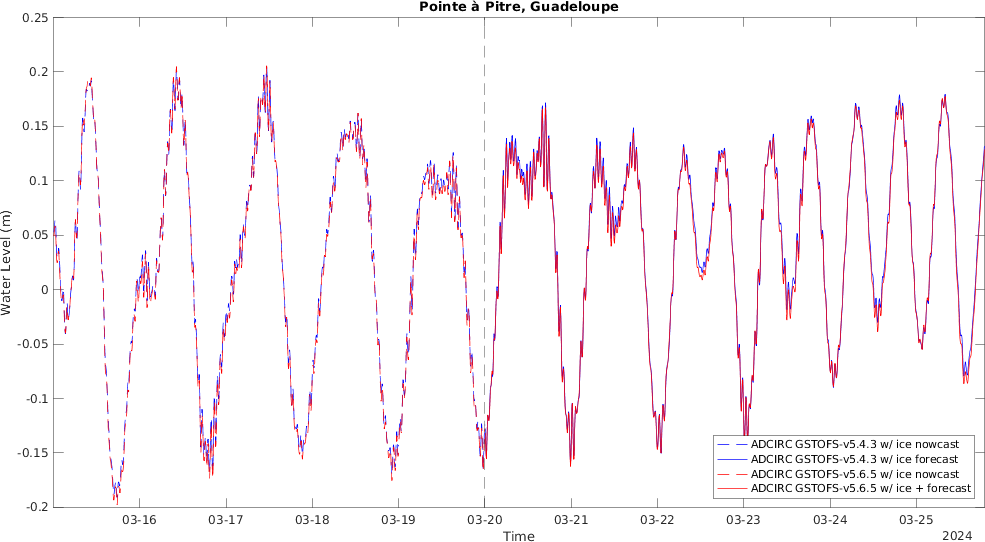 Pointe à Pitre, Guadeloupe
0.25
0.2
0.15
0.1
0.05
0
-0.05
-0.1
-0.15
-0.2
Water Level (m)
ADCIRC GSTOFS-v5.4.3 w/ ice nowcast
ADCIRC GSTOFS-v5.4.3 w/ ice forecast
ADCIRC GSTOFS-v5.6.5 w/ ice nowcast
ADCIRC GSTOFS-v5.6.5 w/ ice + forecast
03-16 03-17 03-18 03-19 03-20 03-21 03-22 03-23 03-24 03-25
Time
2024